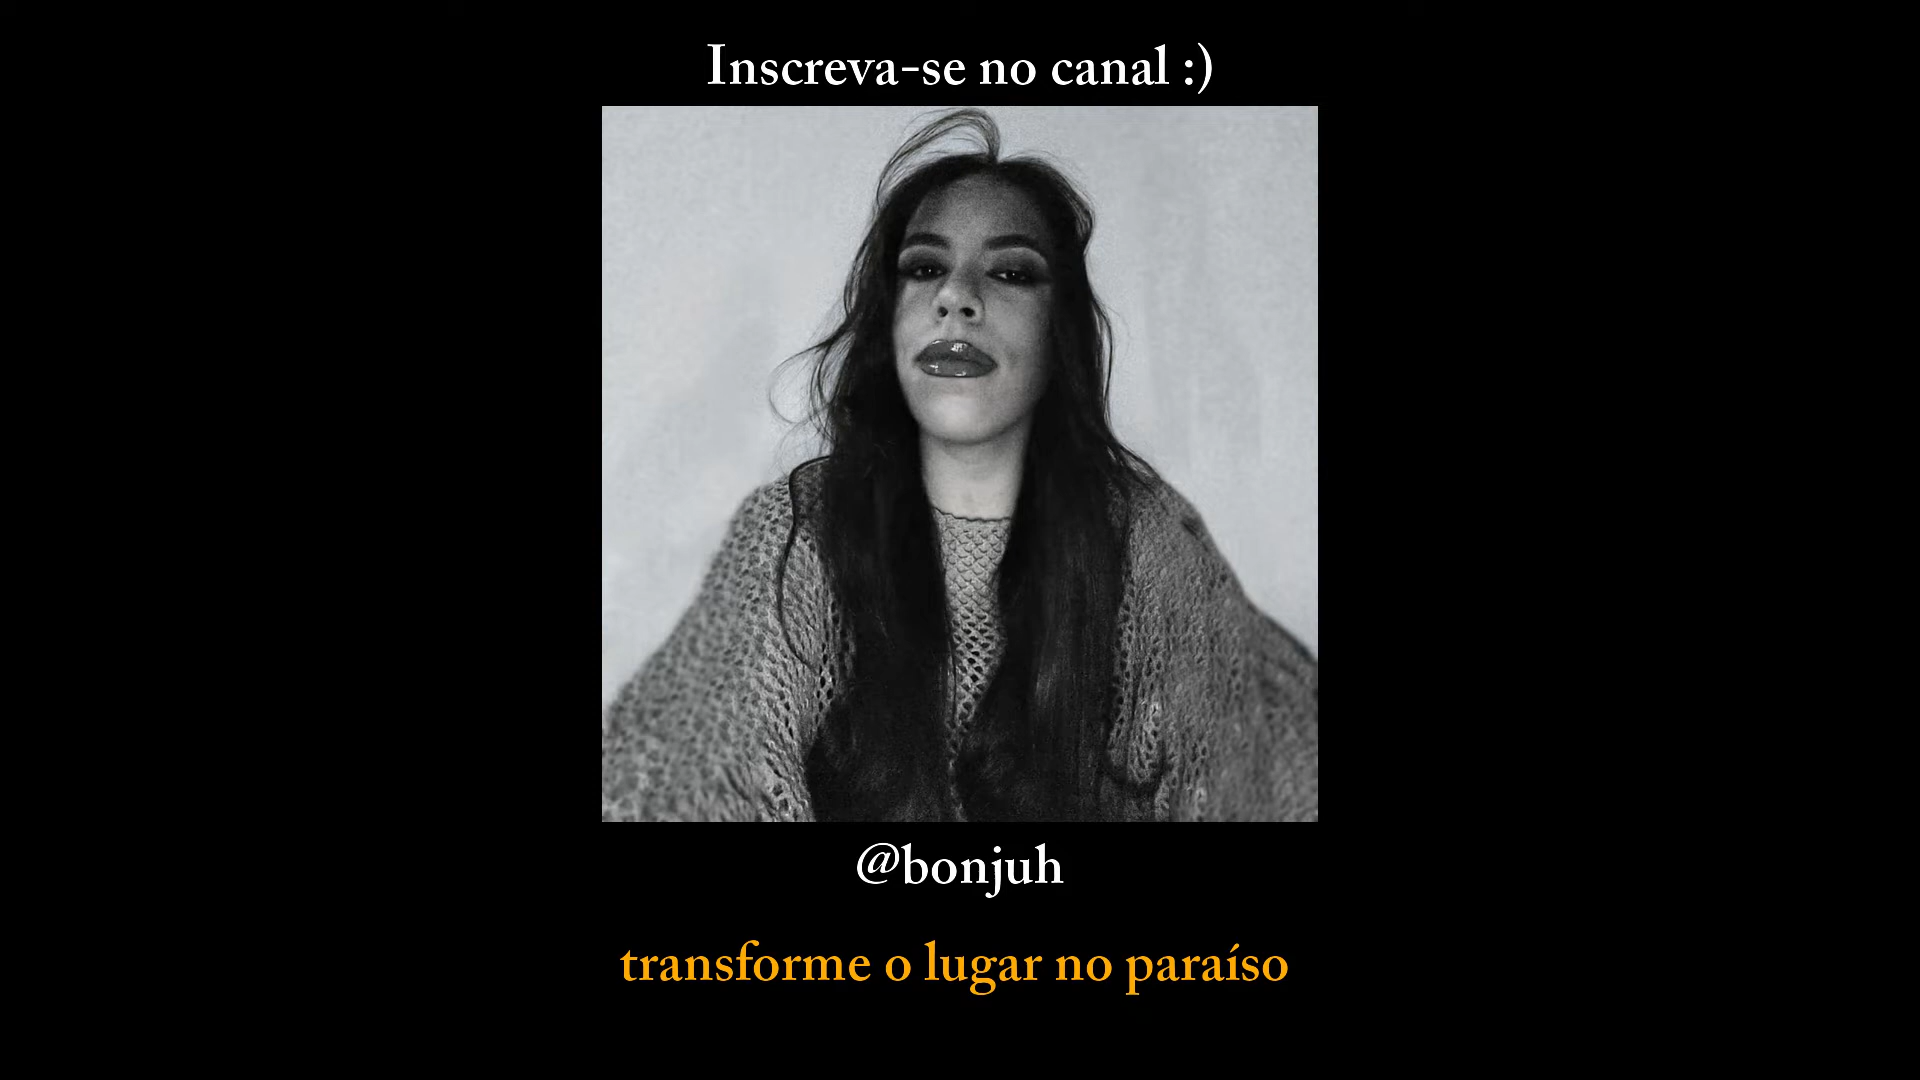 Inscreva-se no canal :)
@bonjuh
transforme o lugar no paraíso